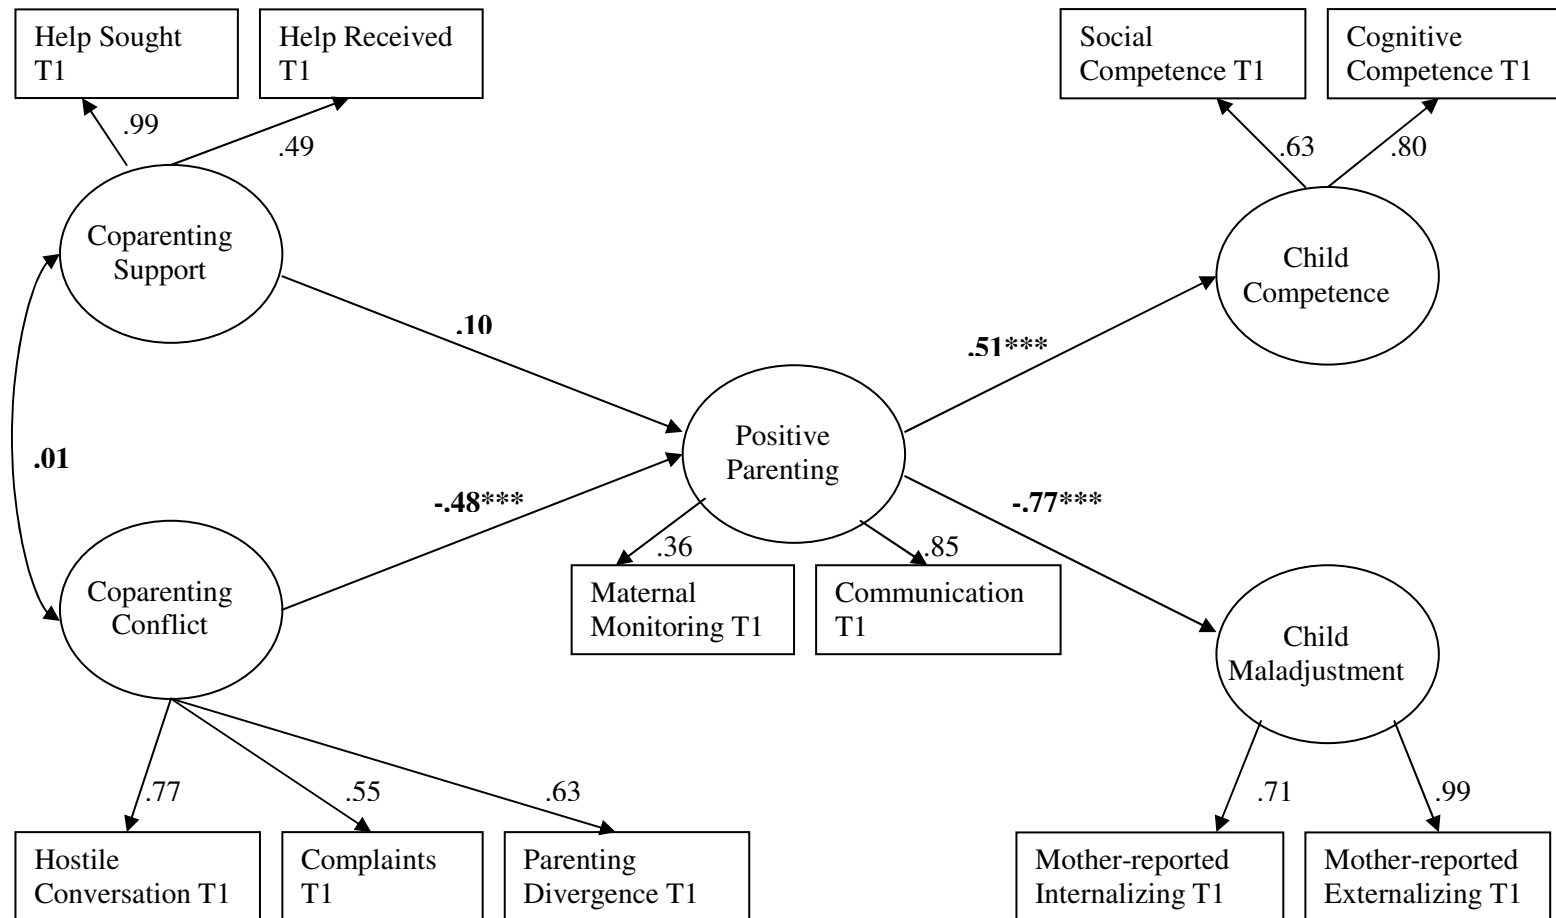 Help Sought
T1
Help Received
T1
Social
Competence T1
Cognitive
Competence T1
.99
.49
.63
.80
Coparenting
Support
Child
Competence
.10
.51***
Positive
Parenting
.01
-.48***
-.77***
.36
.85
Coparenting
Conflict
Maternal
Monitoring T1
Communication
T1
Child
Maladjustment
.77
.55
.63
.71
.99
Hostile
Conversation T1
Complaints
T1
Parenting
Divergence T1
Mother-reported
Internalizing T1
Mother-reported
Externalizing T1